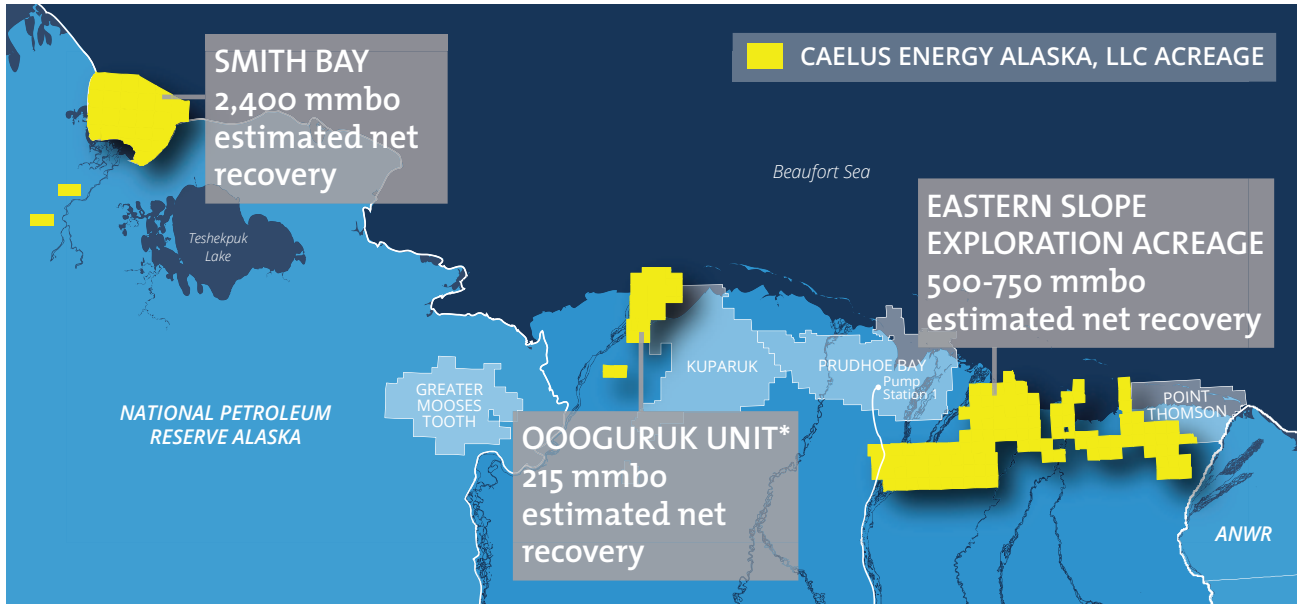 SMITH BAY
2,400 mmbo
estimated net
recovery
CAELUS ENERGY ALASKA, LLC ACREAGE
Beaufort Sea
EASTERN SLOPE
EXPLORATION ACREAGE
500-750 mmbo
estimated net recovery
Teshekpuk
Lake
NATIONAL PETROLEUM
RESERVE ALASKA
GREATER
MOOSES
TOOTH
KUPARUK
PRUDHOE BAY
Pump
Station 1
POINT
THOMSON
OOOGURUK UNIT*
215 mmbo
estimated net
recovery
ANWR